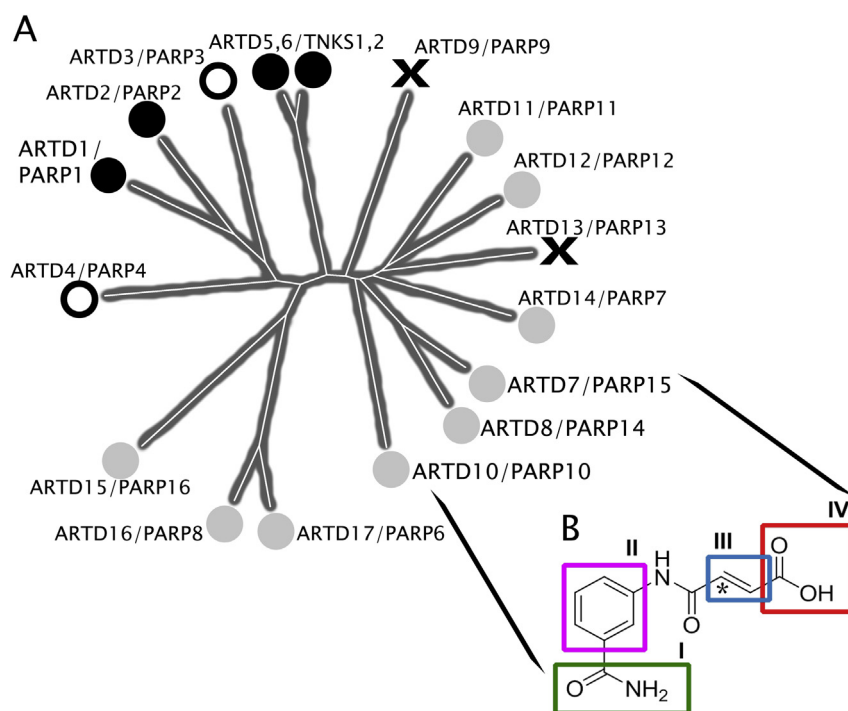 A
ARTD5,6/TNKS1,2
ARTD9/PARP9
ARTD3/PARP3
ARTD2/PARP2
ARTD11/PARP11
ARTD1/
PARP1
ARTD12/PARP12
ARTD13/PARP13
ARTD4/PARP4
ARTD14/PARP7
ARTD7/PARP15
ARTD8/PARP14
ARTD10/PARP10
ARTD15/PARP16
ARTD16/PARP8
ARTD17/PARP6
B
IV
III
II
H
N
O
OH
*
O
I
O
NH2